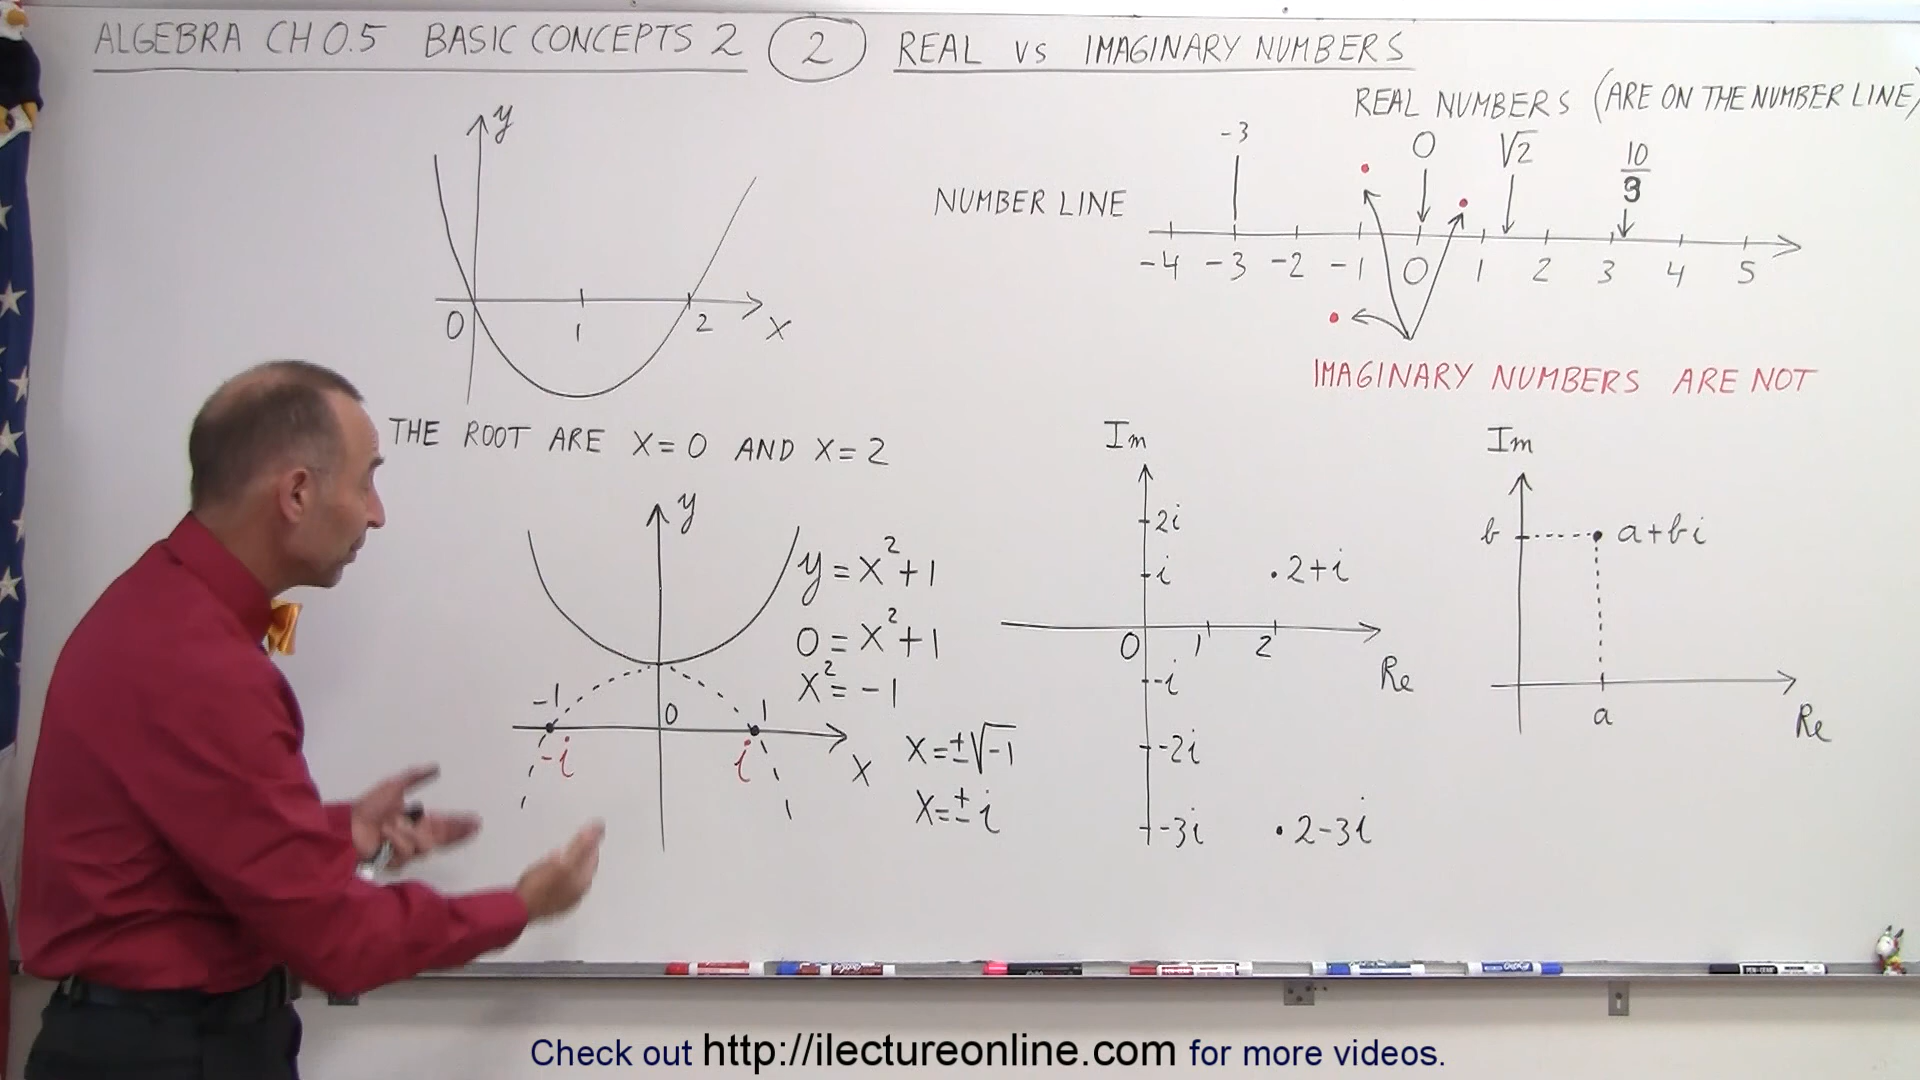 ALGEBRA CH 0.5 BASIC CONCEPTS 2 2 REAL VS IMAGINARY NUMBERS
REAL NUMBERS (ARE ON THE NUMBER LINE)
-3 0 √2 10/9
NUMBER LINE
-4 -3 -2 -1 0 1 2 3 4 5
IMAGINARY NUMBERS ARE NOT
y
0 1 2 x
THE ROOT ARE X=0 AND X=2
y
y=x²+1
0=x²+1
x²=-1
x=±√-1
x=±i
-1 0 1
-i i x
Im
2i
i
.2+i
0 1 2
Re
-i
-2i
-3i
.2-3i
Im
b
a+bi
a
Re
Check out http://ilectureonline.com for more videos.